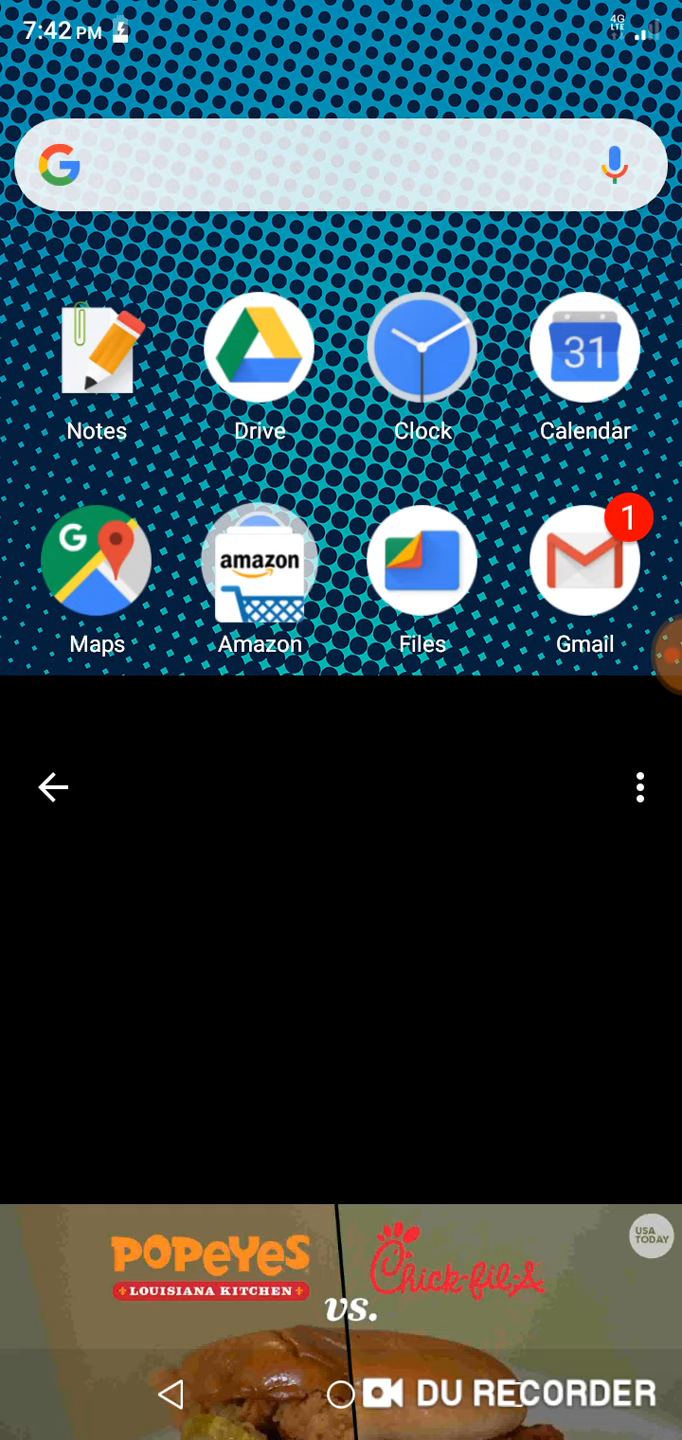 7:42 PM
4G
LTE
G
Notes
Drive
Clock
31
Calendar
G
Maps
amazon
Amazon
Files
1
Gmail
POPEYES
LOUISIANA KITCHEN
vs.
Chick-fil-A
USA
TODAY
DU RECORDER